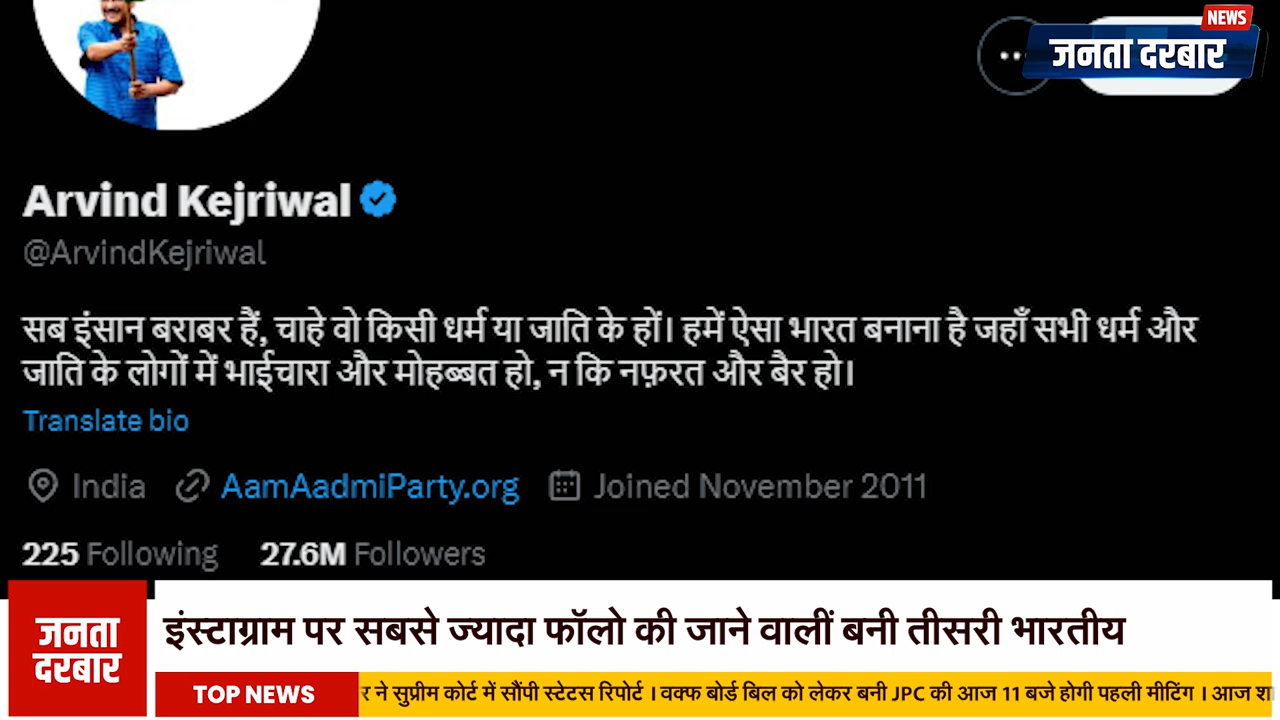 NEWS
जनता दरबार
Arvind Kejriwal
@ArvindKejriwal
सब इंसान बराबर हैं, चाहे वो किसी धर्म या जाति के हों। हमें ऐसा भारत बनाना है जहाँ सभी धर्म और
जाति के लोगों में भाईचारा और मोहब्बत हो, न कि नफ़रत और बैर हो।
Translate bio
India AamAadmiParty.org Joined November 2011
225 Following 27.6M Followers
जनता
दरबार
इंस्टाग्राम पर सबसे ज्यादा फॉलो की जाने वालीं बनी तीसरी भारतीय
TOP NEWS
ने सुप्रीम कोर्ट में सौंपी स्टेटस रिपोर्ट । वक्फ बोर्ड बिल को लेकर बनी JPC की आज 11 बजे होगी पहली मीटिंग । आज